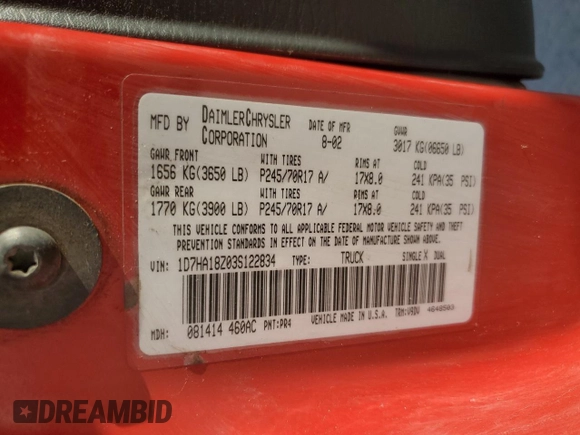 MFD BY DAIMLERCHRYSLER CORPORATION DATE OF MFR 8-02 GVWR 3017 KG(06650 LB)
GAWR FRONT WITH TIRES RIMS AT COLD
1656 KG(3650 LB) P245/70R17 A/ 17X8.0 241 KPA(35 PSI)
GAWR REAR WITH TIRES RIMS AT COLD
1770 KG(3900 LB) P245/70R17 A/ 17X8.0 241 KPA(35 PSI)
THIS VEHICLE CONFORMS TO ALL APPLICABLE FEDERAL MOTOR VEHICLE SAFETY AND THEFT
PREVENTION STANDARDS IN EFFECT ON THE DATE OF MANUFACTURE SHOWN ABOVE.
VIN: 1D7HA18Z03S122834 TYPE: TRUCK SINGLE X DUAL
MDH: 081414 460AC PNT:PR4 VEHICLE MADE IN U.S.A. TRM:V9DV 4648503
DREAMBID